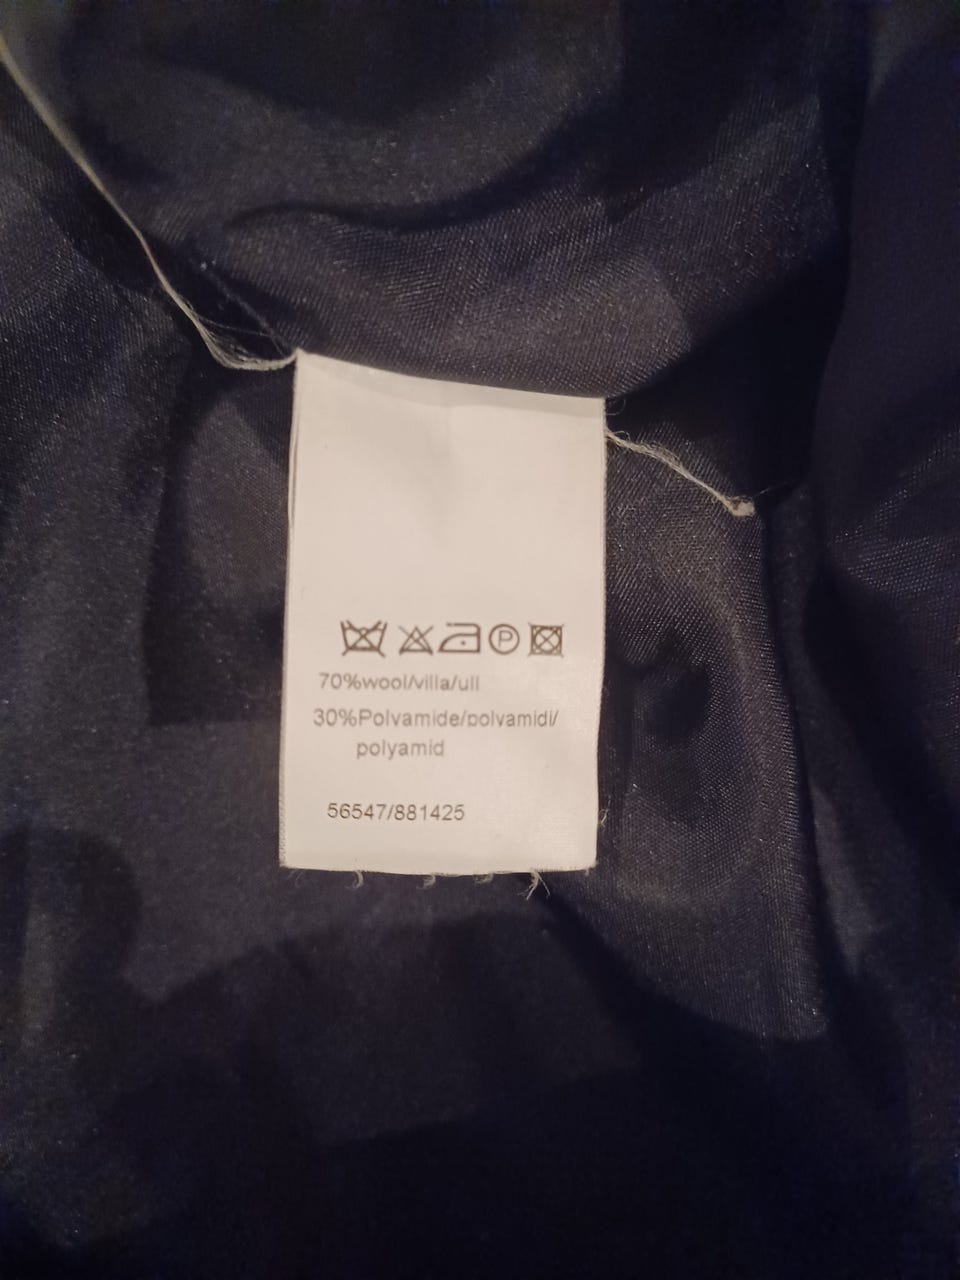 P
70%wool/villa/ull
30%Polyamide/polyamidi/
polyamid
56547/881425